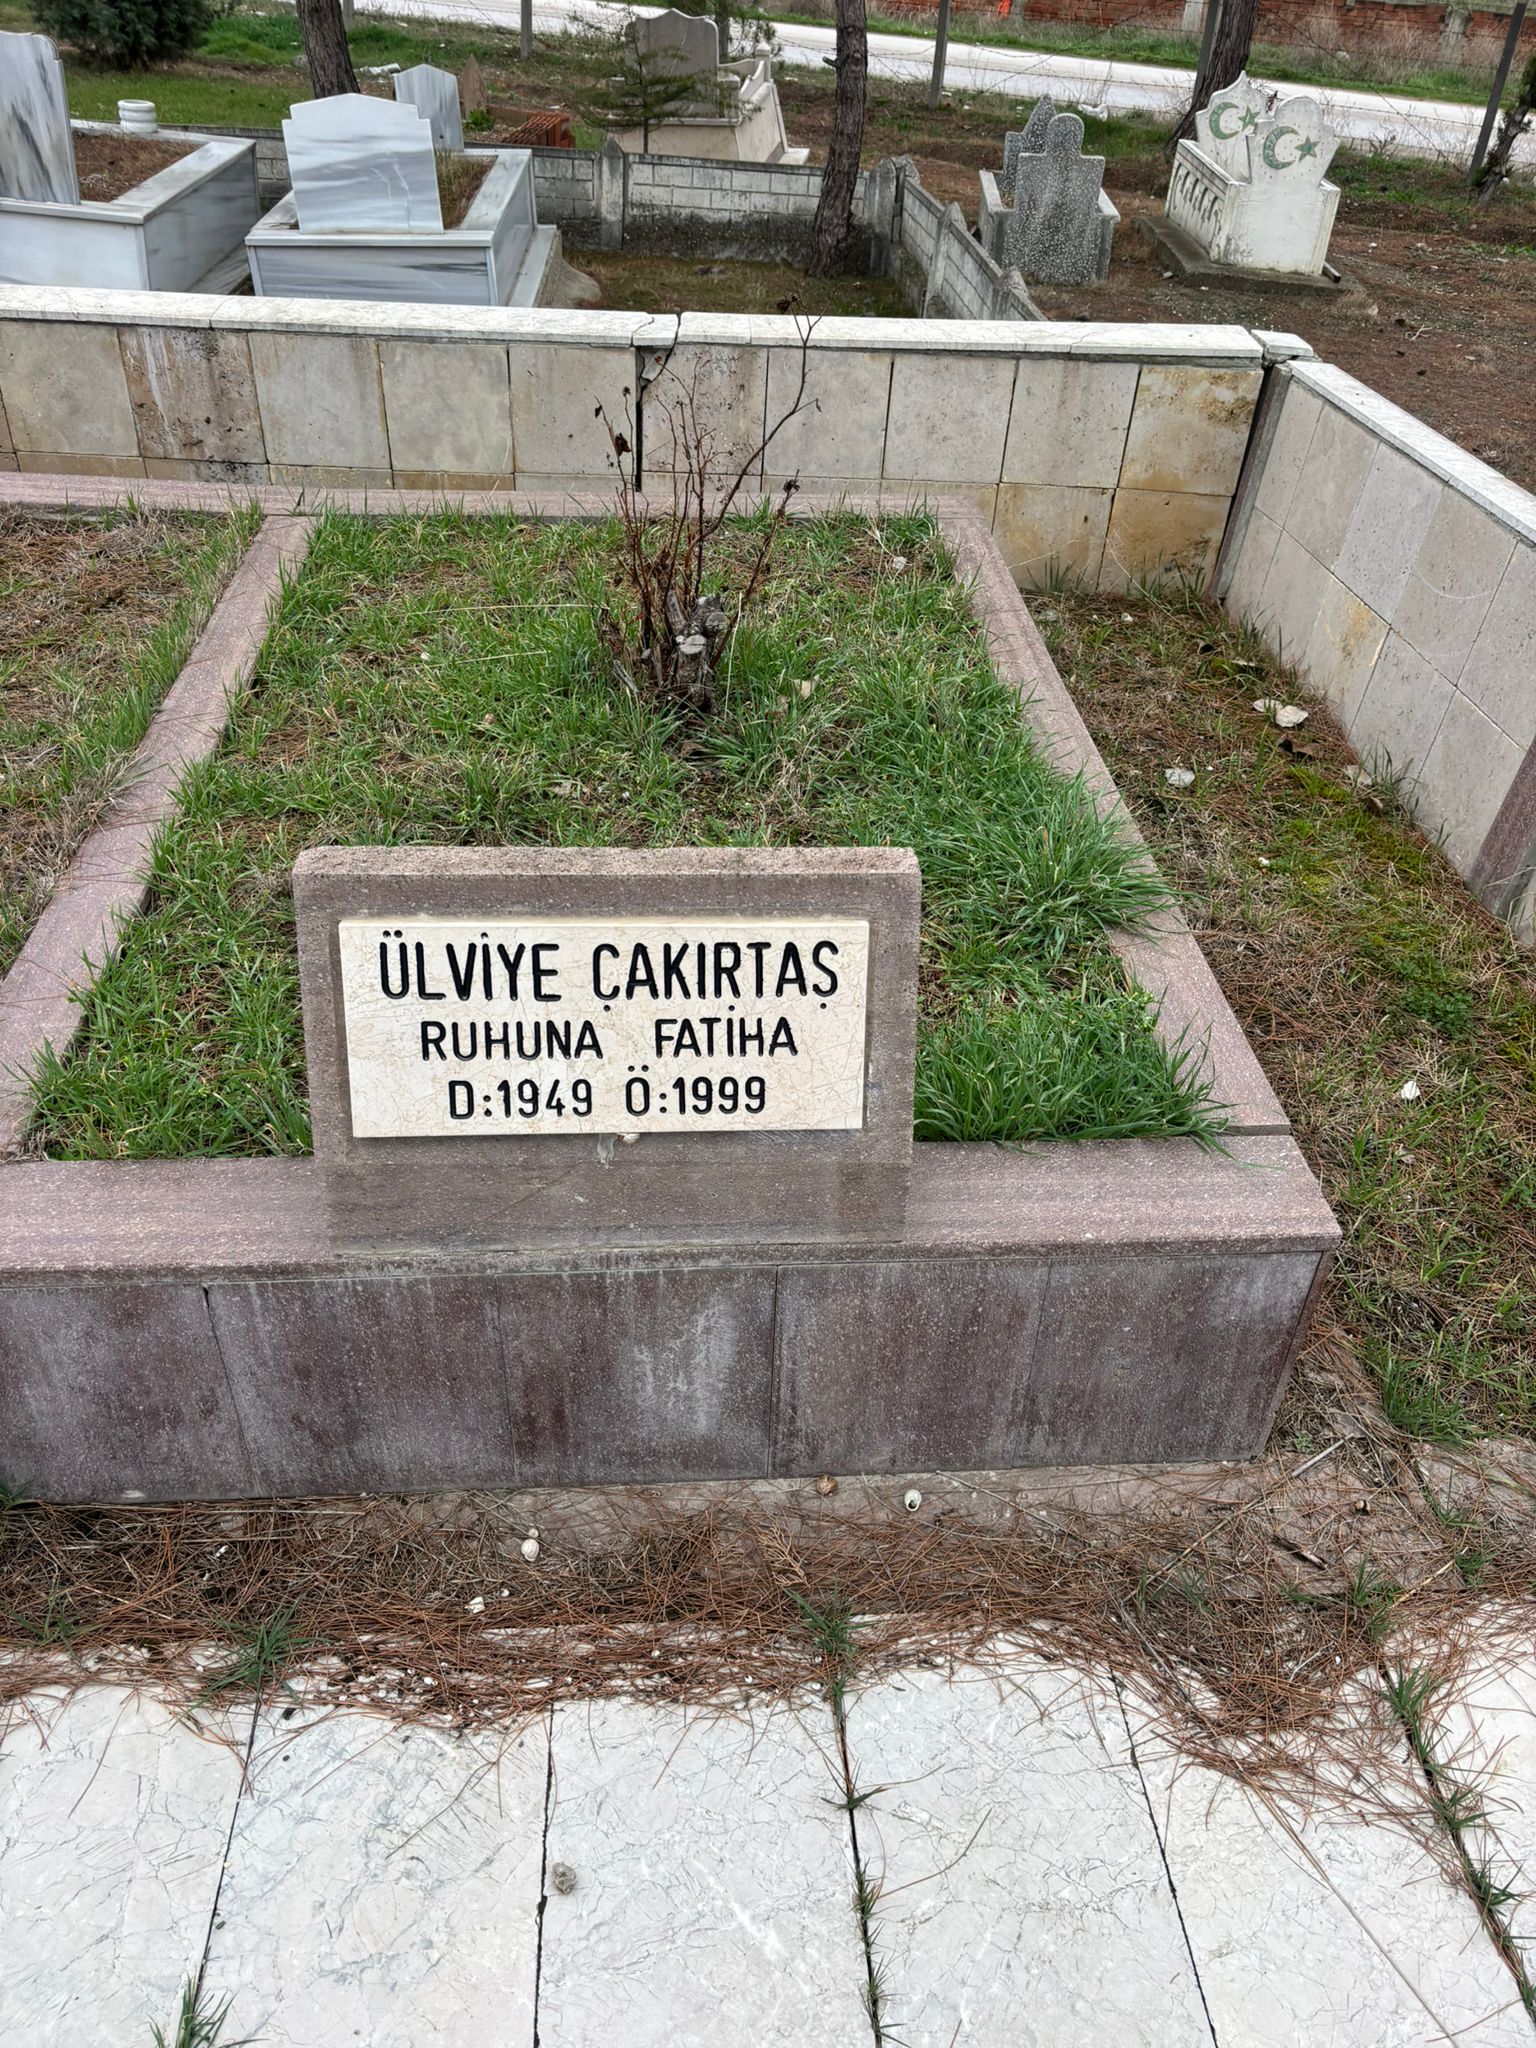 ÜLVİYE ÇAKIRTAŞ
RUHUNA FATİHA
D:1949 Ö:1999